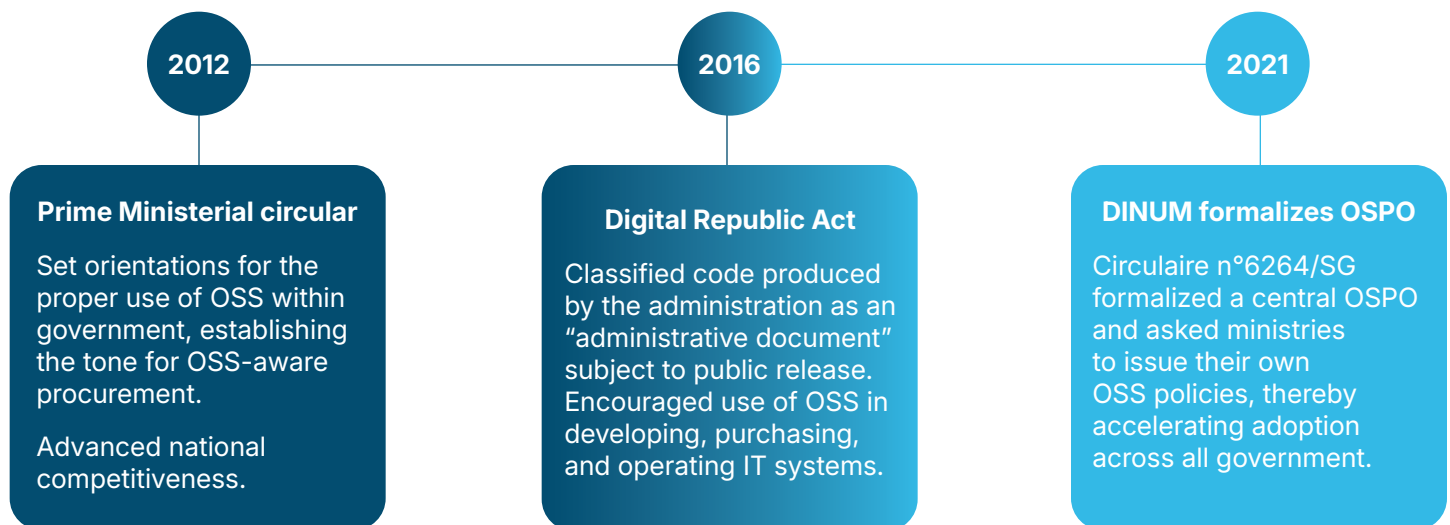 2012
2016
2021
Prime Ministerial circular
Set orientations for the
proper use of OSS within
government, establishing
the tone for OSS-aware
procurement.
Advanced national
competitiveness.
Digital Republic Act
Classified code produced
by the administration as an
“administrative document”
subject to public release.
Encouraged use of OSS in
developing, purchasing,
and operating IT systems.
DINUM formalizes OSPO
Circulaire n°6264/SG
formalized a central OSPO
and asked ministries
to issue their own
OSS policies, thereby
accelerating adoption
across all government.